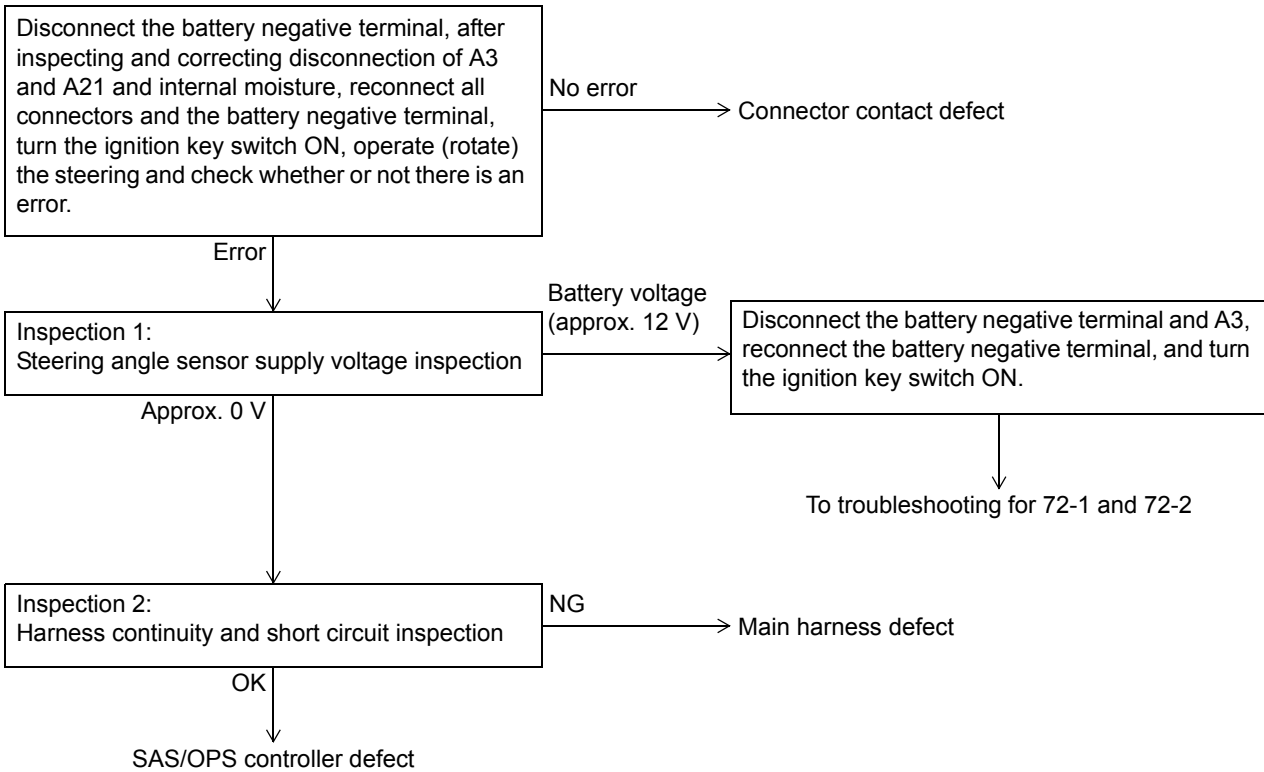 Disconnect the battery negative terminal, after
inspecting and correcting disconnection of A3
and A21 and internal moisture, reconnect all
connectors and the battery negative terminal,
turn the ignition key switch ON, operate (rotate)
the steering and check whether or not there is an
error.
No error
Connector contact defect
Error
Inspection 1:
Steering angle sensor supply voltage inspection
Battery voltage
(approx. 12 V)
Disconnect the battery negative terminal and A3,
reconnect the battery negative terminal, and turn
the ignition key switch ON.
Approx. 0 V
To troubleshooting for 72-1 and 72-2
Inspection 2:
Harness continuity and short circuit inspection
NG
Main harness defect
OK
SAS/OPS controller defect